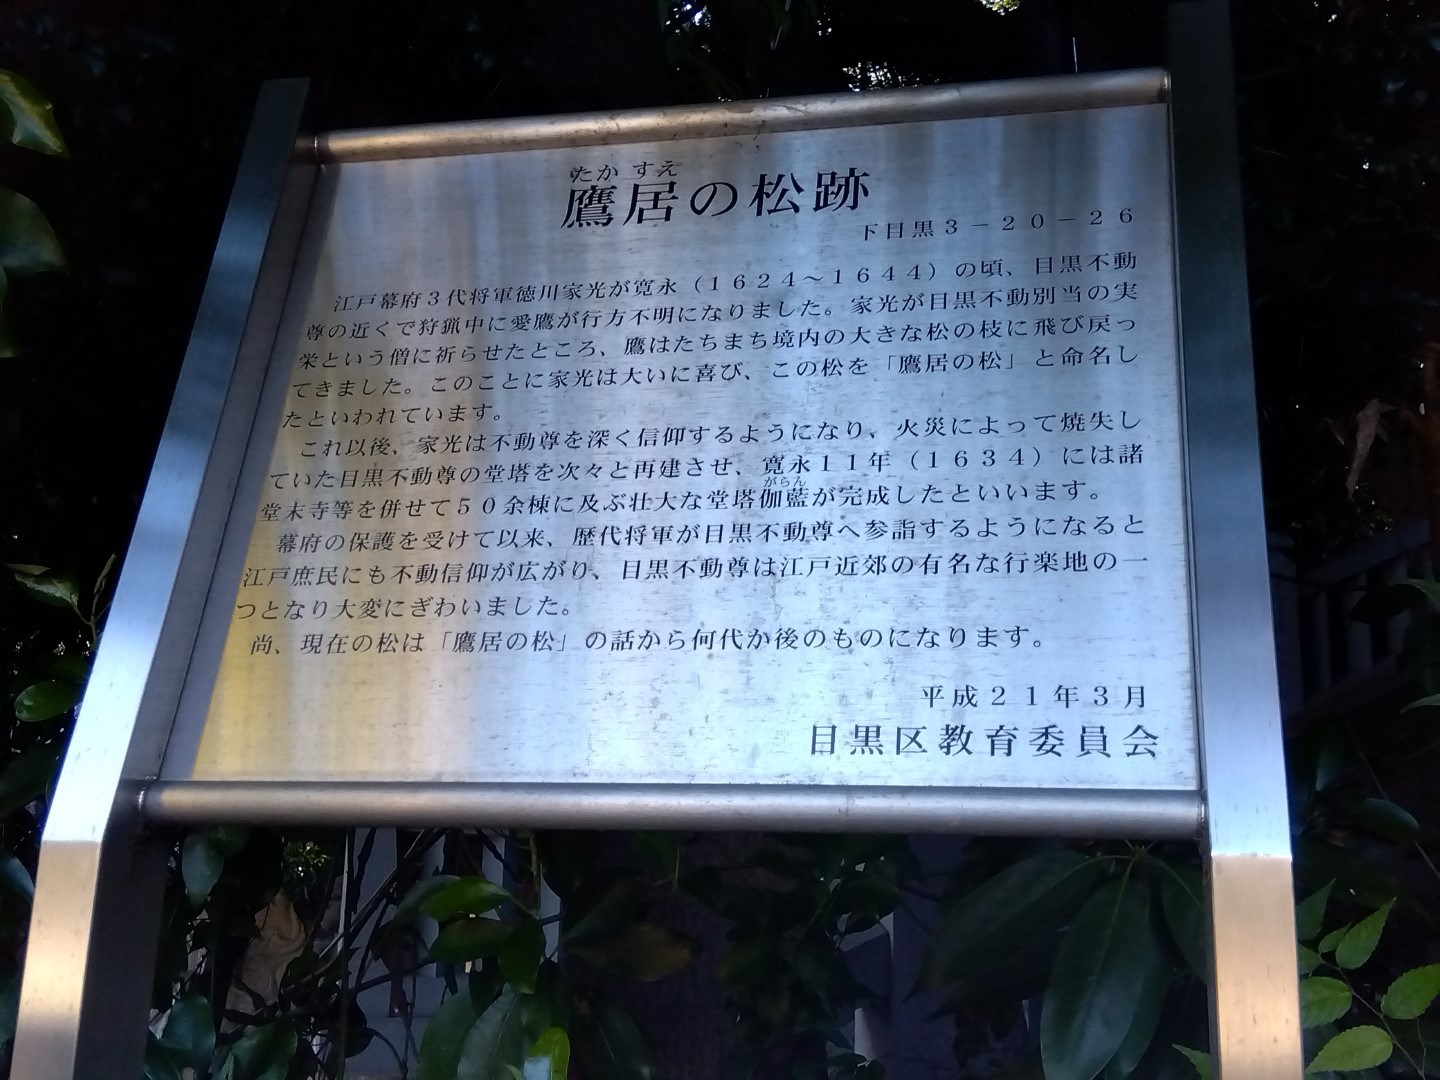 たか すえ
鷹居の松跡
下目黒3－20－26
江戸幕府3代将軍徳川家光が寛永（1624～1644）の頃、目黒不動
尊の近くで狩猟中に愛鷹が行方不明になりました。家光が目黒不動別当の実
栄という僧に祈らせたところ、鷹はたちまち境内の大きな松の枝に飛び戻っ
てきました。このことに家光は大いに喜び、この松を「鷹居の松」と命名し
たといわれています。
これ以後、家光は不動尊を深く信仰するようになり、火災によって焼失し
ていた目黒不動尊の堂塔を次々と再建させ、寛永11年（1634）には諸
がらん
堂末寺等を併せて50余棟に及ぶ壮大な堂塔伽藍が完成したといいます。
幕府の保護を受けて以来、歴代将軍が目黒不動尊へ参詣するようになると
江戸庶民にも不動信仰が広がり、目黒不動尊は江戸近郊の有名な行楽地の一
つとなり大変にぎわいました。
尚、現在の松は「鷹居の松」の話から何代か後のものになります。
平成21年3月
目黒区教育委員会